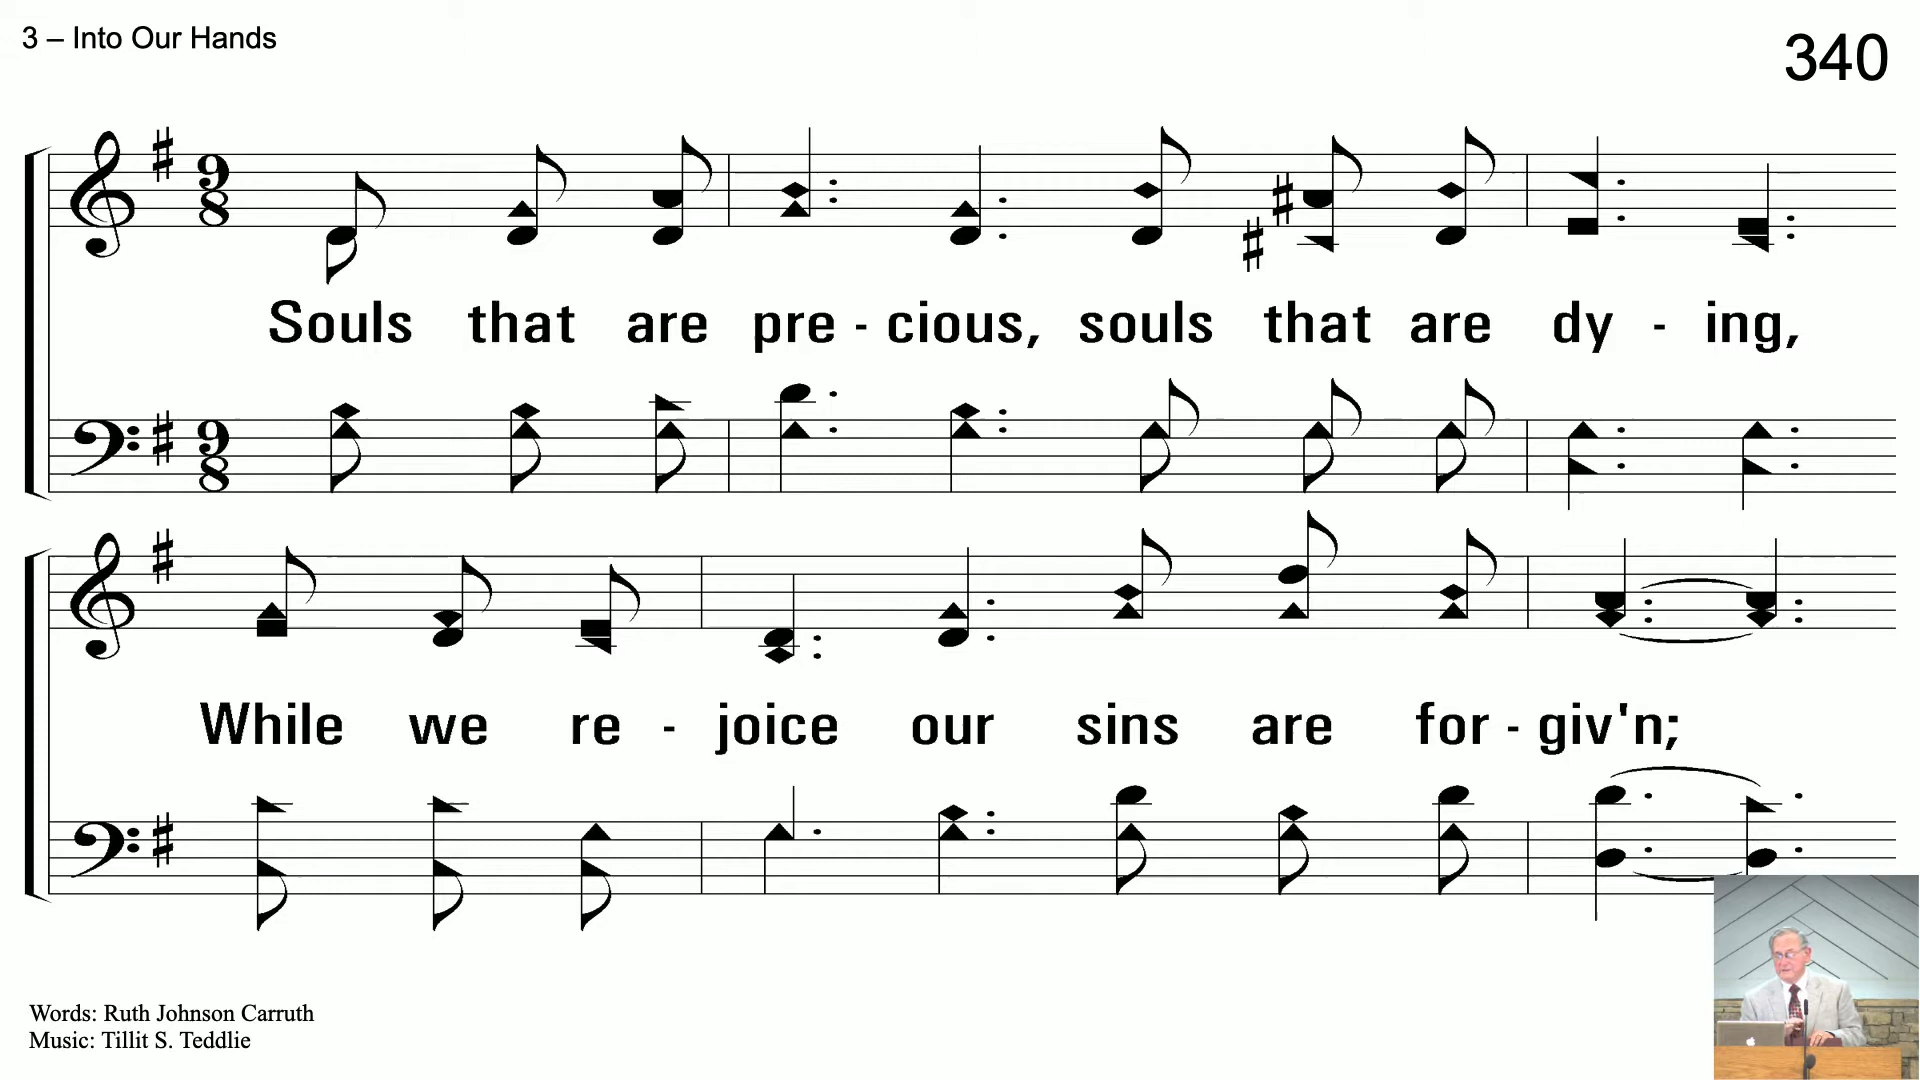 3 – Into Our Hands
340
9
8
Souls that are pre - cious, souls that are dy - ing,
9
8
While we re - joice our sins are for - giv'n;
Words: Ruth Johnson Carruth
Music: Tillit S. Teddlie